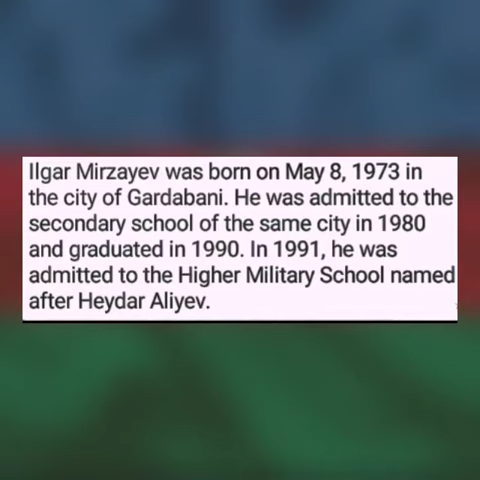 Ilgar Mirzayev was born on May 8, 1973 in
the city of Gardabani. He was admitted to the
secondary school of the same city in 1980
and graduated in 1990. In 1991, he was
admitted to the Higher Military School named
after Heydar Aliyev.